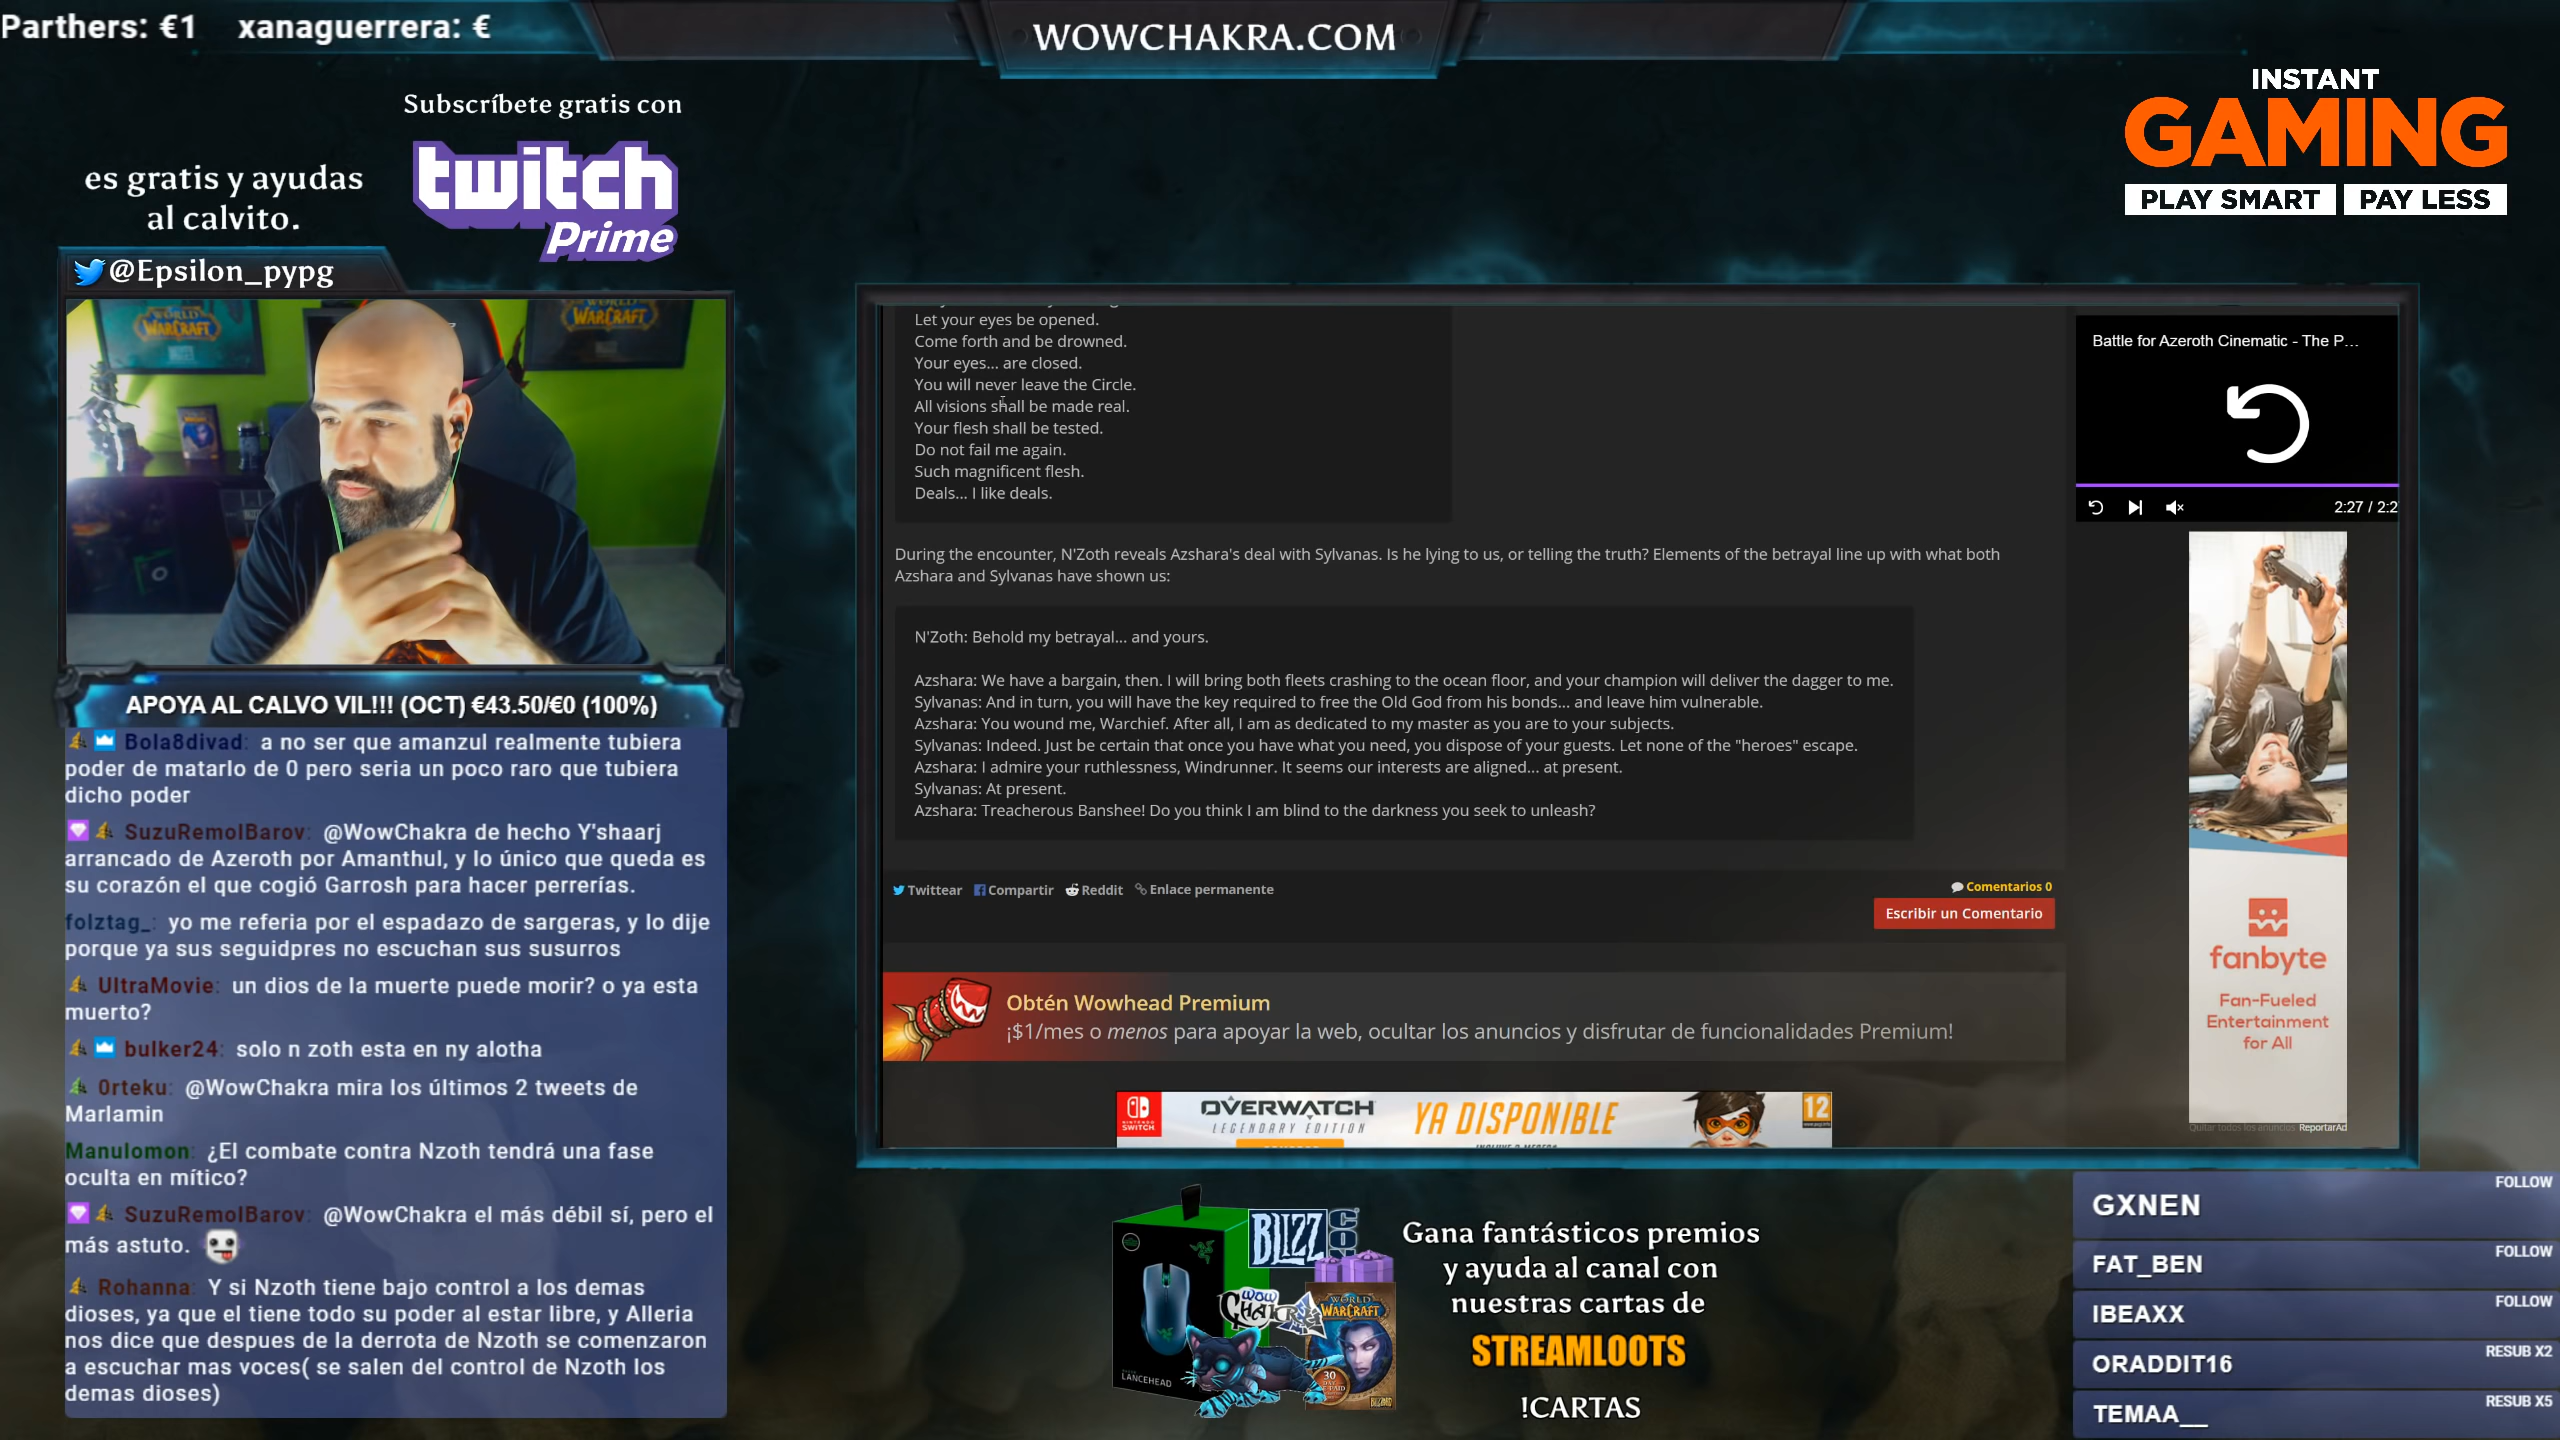 Parthers: €1 xanaguerrera: €
WOWCHAKRA.COM
INSTANT
GAMING
PLAY SMART PAY LESS
Subscríbete gratis con
twitch
Prime
es gratis y ayudas
al calvito.
@Epsilon_pypg
WORLD
WARCRAFT
WORLD
WARCRAFT
APOYA AL CALVO VIL!!! (OCT) €43.50/€0 (100%)
Bola8divad: a no ser que amanzul realmente tubiera
poder de matarlo de 0 pero seria un poco raro que tubiera
dicho poder
SuzuRemolBarov: @WowChakra de hecho Y'shaarj
arrancado de Azeroth por Amanthul, y lo único que queda es
su corazón el que cogió Garrosh para hacer perrerías.
folztag_: yo me referia por el espadazo de sargeras, y lo dije
porque ya sus seguidpres no escuchan sus susurros
UltraMovie: un dios de la muerte puede morir? o ya esta
muerto?
bulker24: solo n zoth esta en ny alotha
0rteku: @WowChakra mira los últimos 2 tweets de
Marlamin
Manulomon: ¿El combate contra Nzoth tendrá una fase
oculta en mítico?
SuzuRemolBarov: @WowChakra el más débil sí, pero el
más astuto.
Rohanna: Y si Nzoth tiene bajo control a los demas
dioses, ya que el tiene todo su poder al estar libre, y Alleria
nos dice que despues de la derrota de Nzoth se comenzaron
a escuchar mas voces( se salen del control de Nzoth los
demas dioses)
Let your eyes be opened.
Come forth and be drowned.
Your eyes... are closed.
You will never leave the Circle.
All visions shall be made real.
Your flesh shall be tested.
Do not fail me again.
Such magnificent flesh.
Deals... I like deals.
During the encounter, N'Zoth reveals Azshara's deal with Sylvanas. Is he lying to us, or telling the truth? Elements of the betrayal line up with what both
Azshara and Sylvanas have shown us:
N'Zoth: Behold my betrayal... and yours.
Azshara: We have a bargain, then. I will bring both fleets crashing to the ocean floor, and your champion will deliver the dagger to me.
Sylvanas: And in turn, you will have the key required to free the Old God from his bonds... and leave him vulnerable.
Azshara: You wound me, Warchief. After all, I am as dedicated to my master as you are to your subjects.
Sylvanas: Indeed. Just be certain that once you have what you need, you dispose of your guests. Let none of the "heroes" escape.
Azshara: I admire your ruthlessness, Windrunner. It seems our interests are aligned... at present.
Sylvanas: At present.
Azshara: Treacherous Banshee! Do you think I am blind to the darkness you seek to unleash?
Twittear Compartir Reddit Enlace permanente
Comentarios 0
Escribir un Comentario
Obtén Wowhead Premium
¡$1/mes o menos para apoyar la web, ocultar los anuncios y disfrutar de funcionalidades Premium!
NINTENDO
SWITCH
OVERWATCH
LEGENDARY EDITION
YA DISPONIBLE
12
Battle for Azeroth Cinematic - The P...
2:27 / 2:2
fanbyte
Fan-Fueled
Entertainment
for All
Quitar todos los anuncios ReportarAd
BLIZZ
CON
WOW
CHAKRA
WORLD
WARCRAFT
30
LANCEHEAD
Gana fantásticos premios
y ayuda al canal con
nuestras cartas de
STREAMLOOTS
!CARTAS
FOLLOW
GXNEN
FOLLOW
FAT_BEN
FOLLOW
IBEAXX
RESUB X2
ORADDIT16
RESUB X5
TEMAA__